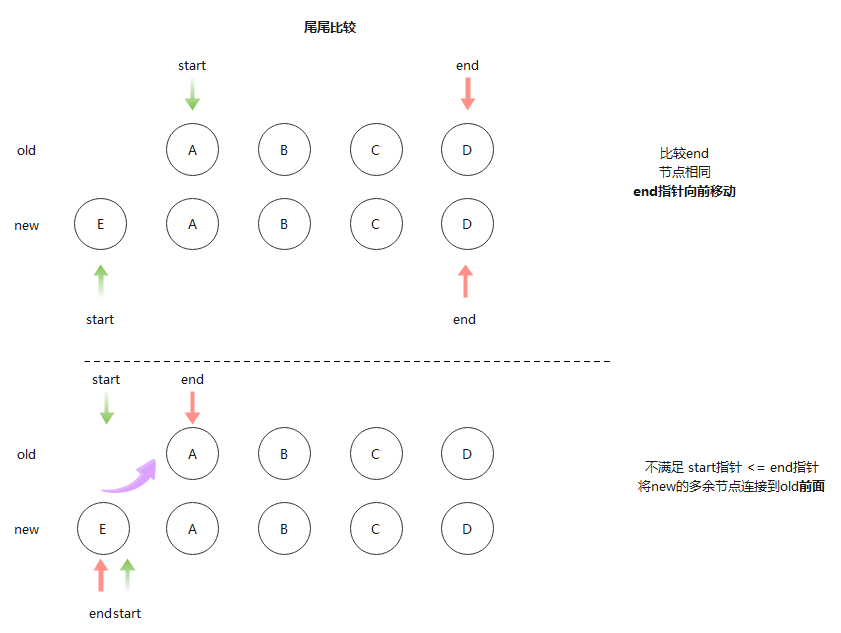 尾尾比较
start end
old A B C D
比较end
节点相同
end指针向前移动
new E A B C D
start end
start end
old A B C D
不满足 start指针 <= end指针
将new的多余节点连接到old前面
new E A B C D
end start